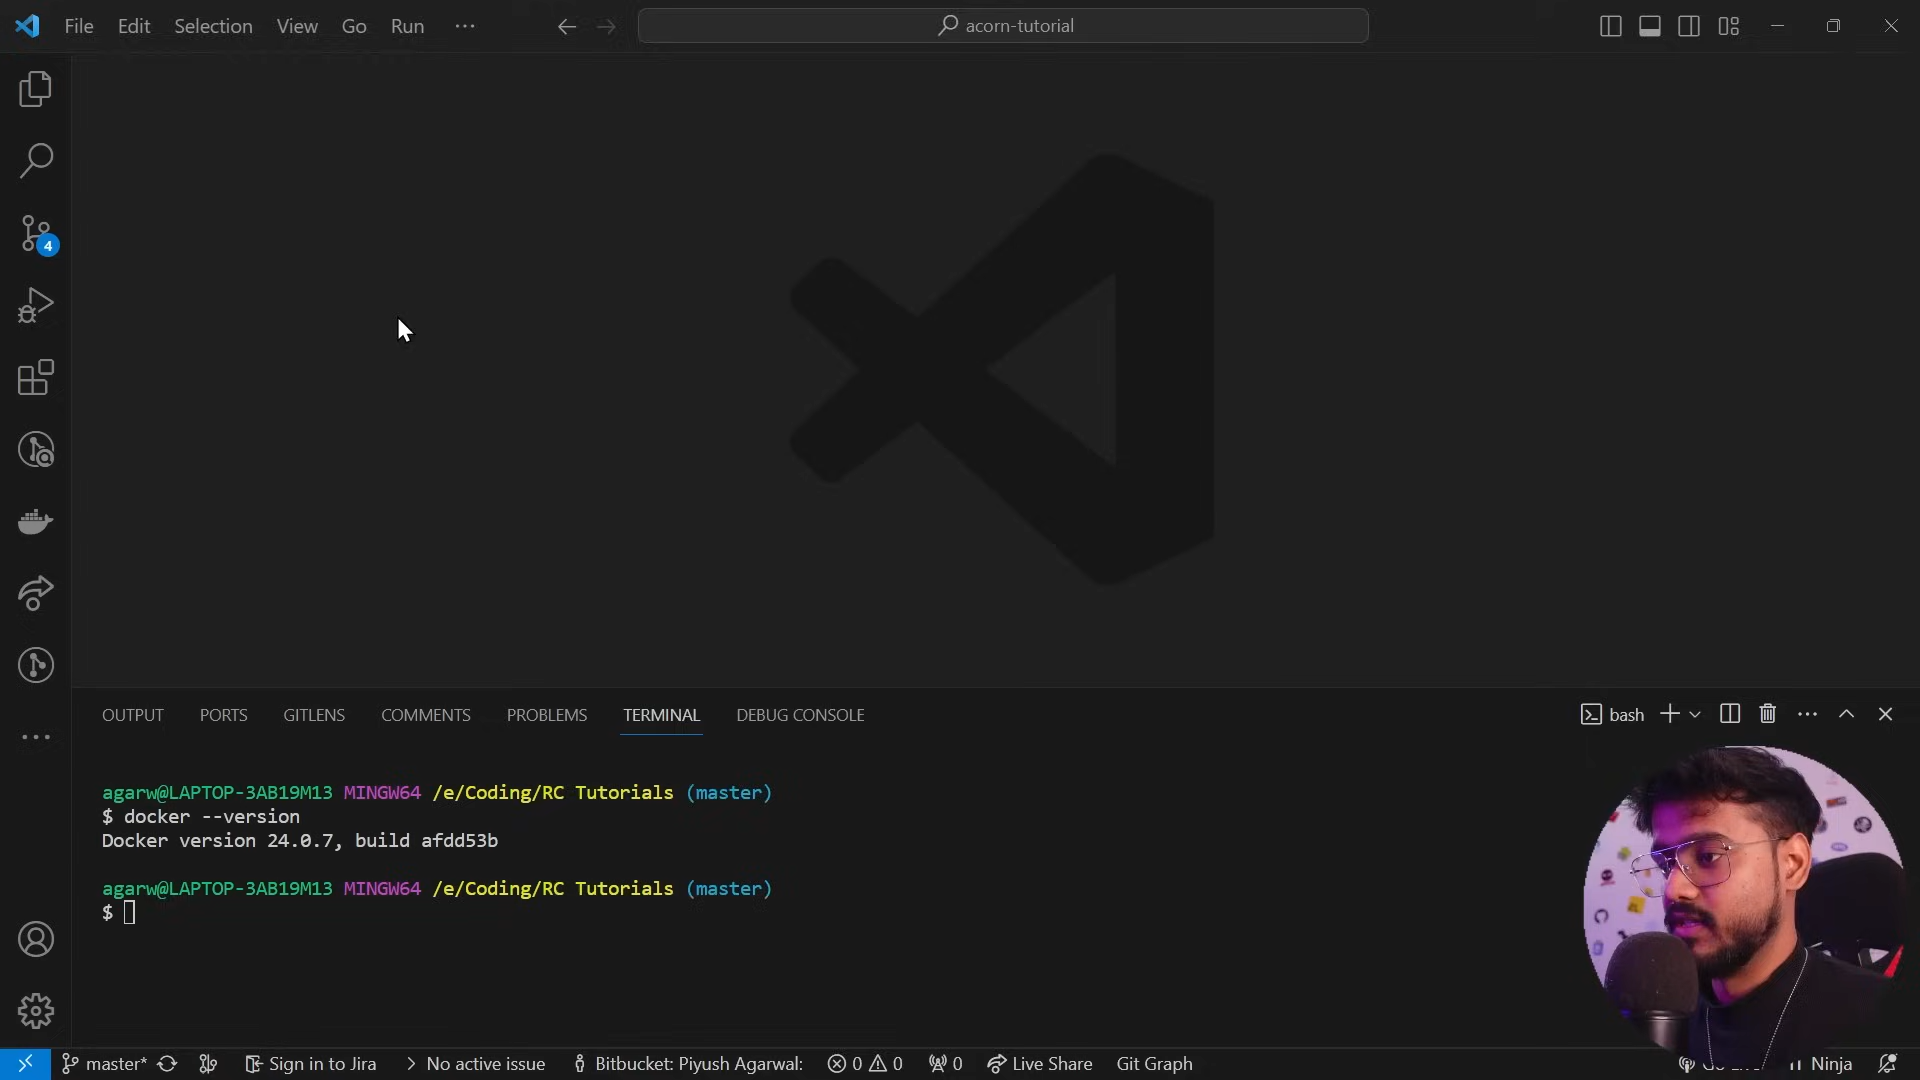 File Edit Selection View Go Run ···
acorn-tutorial
4
OUTPUT PORTS GITLENS COMMENTS PROBLEMS TERMINAL DEBUG CONSOLE
bash
agarw@LAPTOP-3AB19M13 MINGW64 /e/Coding/RC Tutorials (master)
$ docker --version
Docker version 24.0.7, build afdd53b
agarw@LAPTOP-3AB19M13 MINGW64 /e/Coding/RC Tutorials (master)
$
master* Sign in to Jira No active issue Bitbucket: Piyush Agarwal: 0 0 0 Live Share Git Graph Ninja